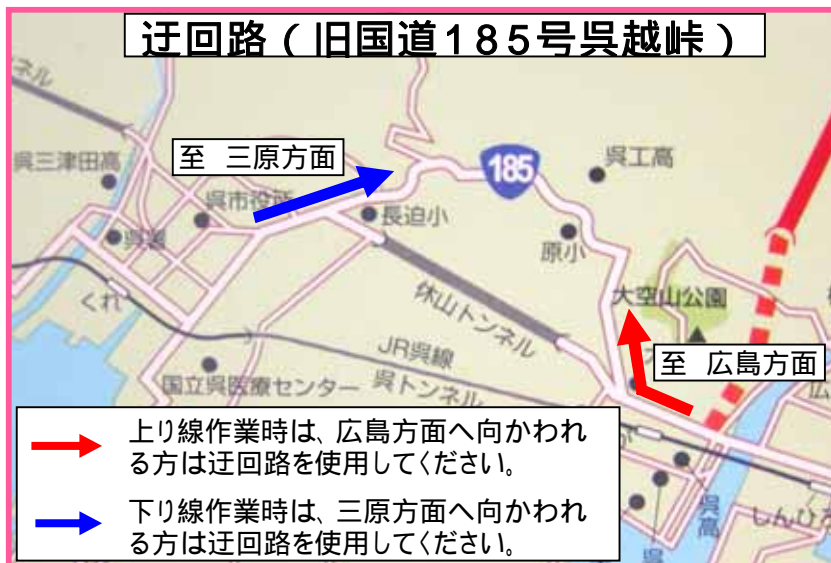 迂回路（旧国道185号呉越峠）
至 三原方面
185
呉工高
呉三津田高
呉市役所
長迫小
原小
大空山公園
くれ
休山トンネル
JR呉線
呉トンネル
国立呉医療センター
至 広島方面
呉高
しんひろ
上り線作業時は、広島方面へ向かわれ
る方は迂回路を使用してください。
下り線作業時は、三原方面へ向かわれ
る方は迂回路を使用してください。